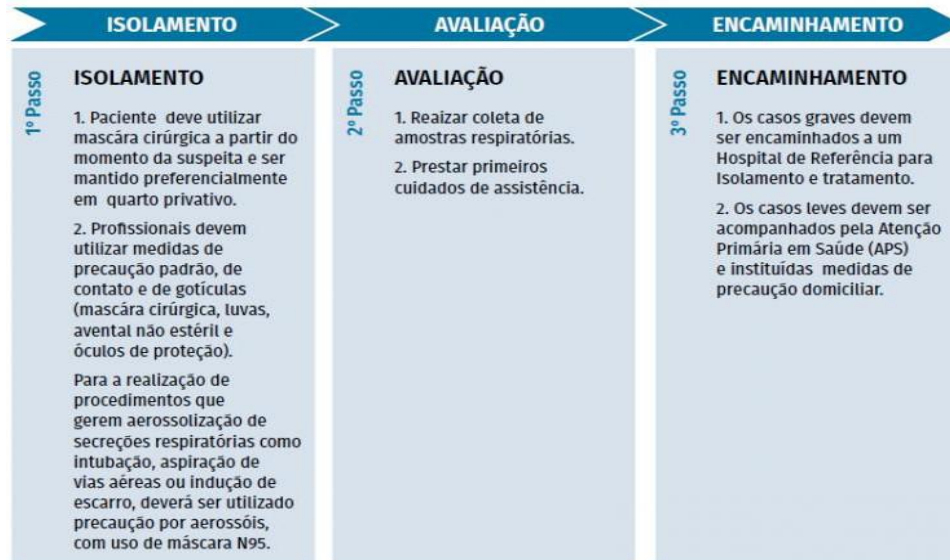 ISOLAMENTO
AVALIAÇÃO
ENCAMINHAMENTO
1º Passo
ISOLAMENTO
1. Paciente deve utilizar
mascára cirúrgica a partir do
momento da suspeita e ser
mantido preferencialmente
em quarto privativo.
2. Profissionais devem
utilizar medidas de
precaução padrão, de
contato e de gotículas
(mascára cirúrgica, luvas,
avental não estéril e
óculos de proteção).
Para a realização de
procedimentos que
gerem aerossolização de
secreções respiratórias como
intubação, aspiração de
vias aéreas ou indução de
escarro, deverá ser utilizado
precaução por aerossóis,
com uso de máscara N95.
2º Passo
AVALIAÇÃO
1. Reaizar coleta de
amostras respiratórias.
2. Prestar primeiros
cuidados de assistência.
3º Passo
ENCAMINHAMENTO
1. Os casos graves devem
ser encaminhados a um
Hospital de Referência para
Isolamento e tratamento.
2. Os casos leves devem ser
acompanhados pela Atenção
Primária em Saúde (APS)
e instituídas medidas de
precaução domiciliar.